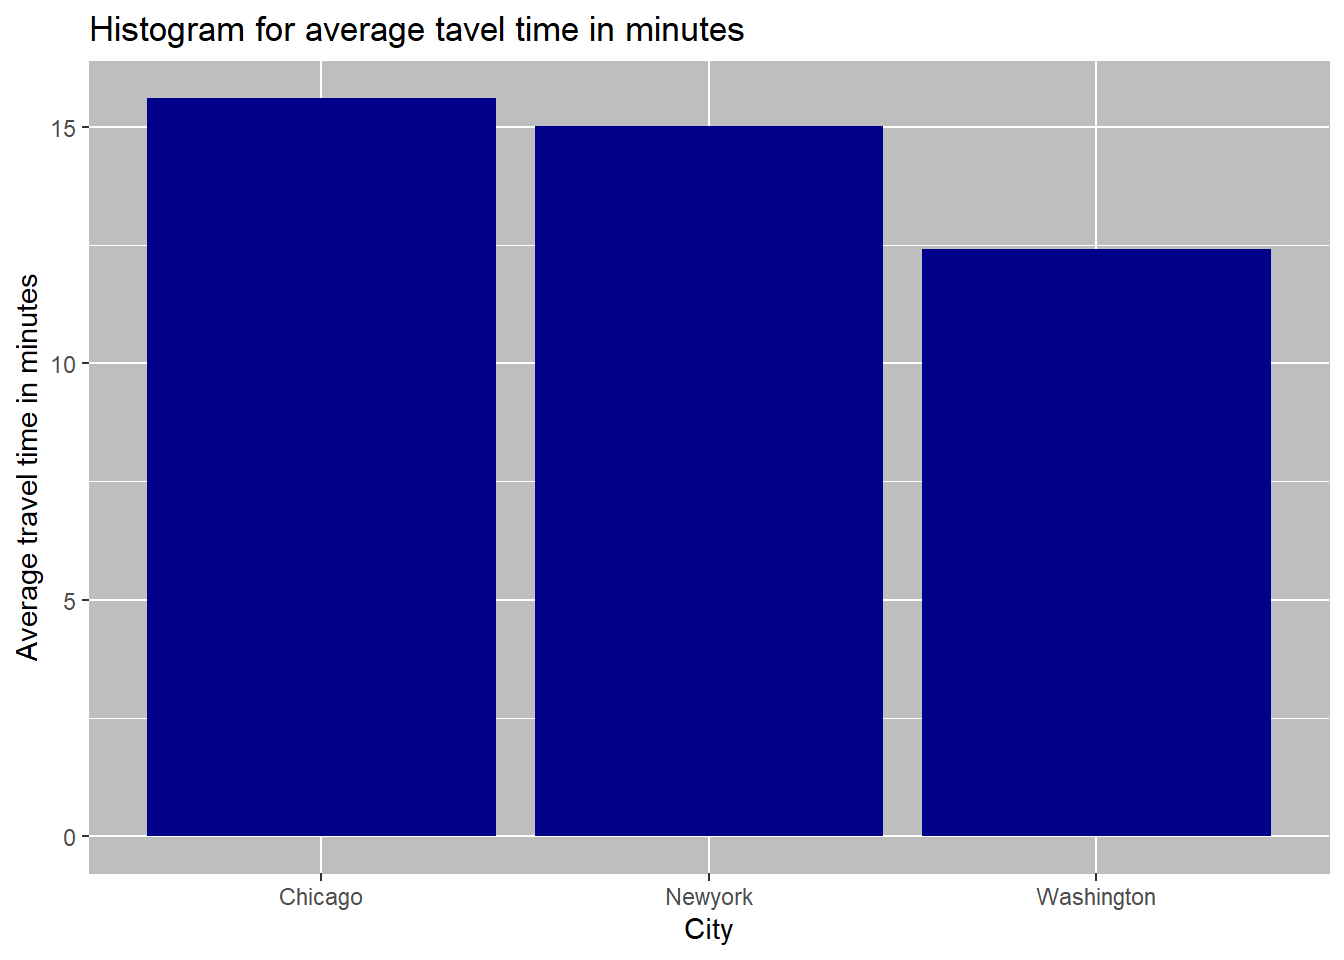 Histogram for average tavel time in minutes
Average travel time in minutes
15
10
5
0
Chicago
Newyork
Washington
City